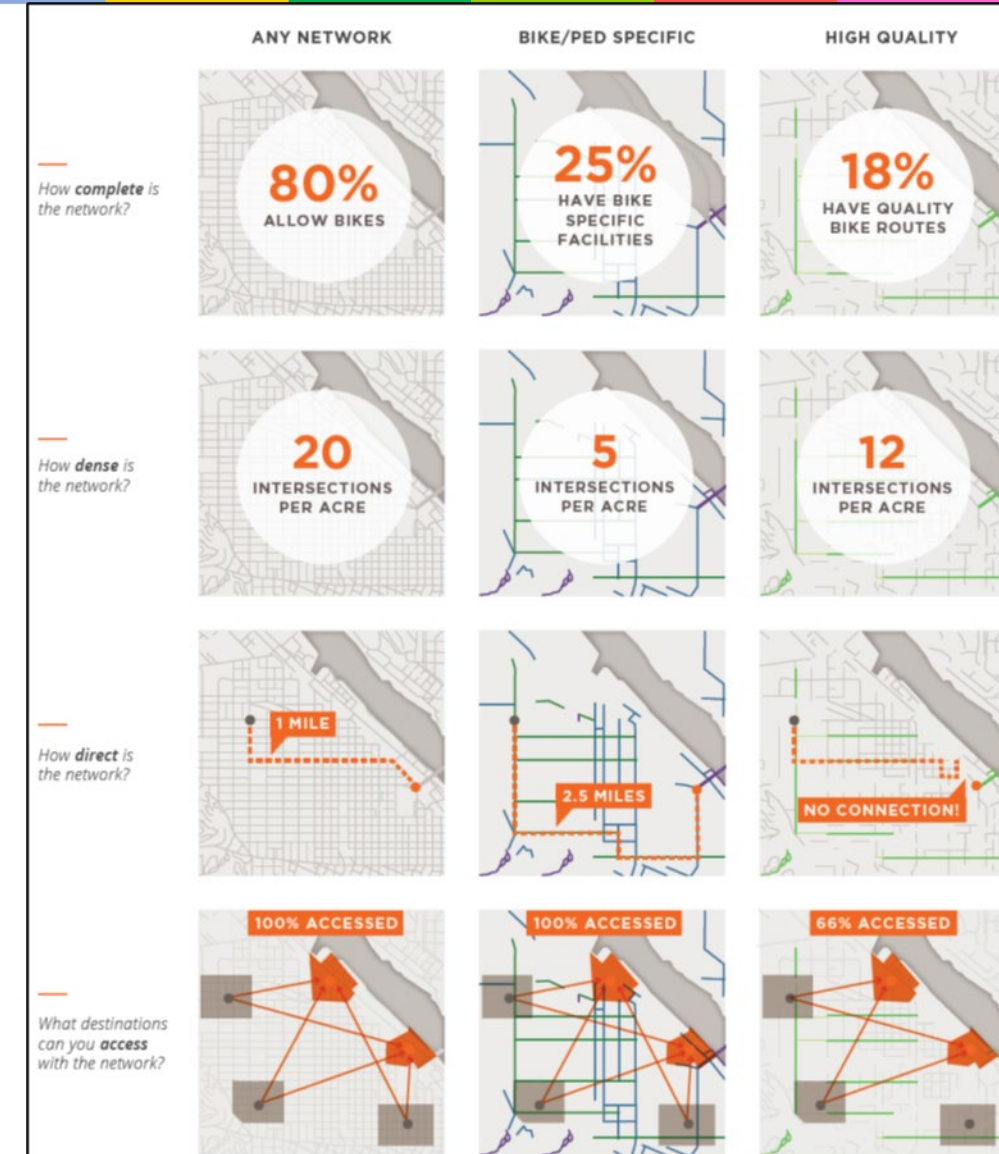 ANY NETWORK
BIKE/PED SPECIFIC
HIGH QUALITY
How complete is
the network?
80%
ALLOW BIKES
25%
HAVE BIKE
SPECIFIC
FACILITIES
18%
HAVE QUALITY
BIKE ROUTES
How dense is
the network?
20
INTERSECTIONS
PER ACRE
5
INTERSECTIONS
PER ACRE
12
INTERSECTIONS
PER ACRE
How direct is
the network?
1 MILE
2.5 MILES
NO CONNECTION!
What destinations
can you access
with the network?
100% ACCESSED
100% ACCESSED
66% ACCESSED